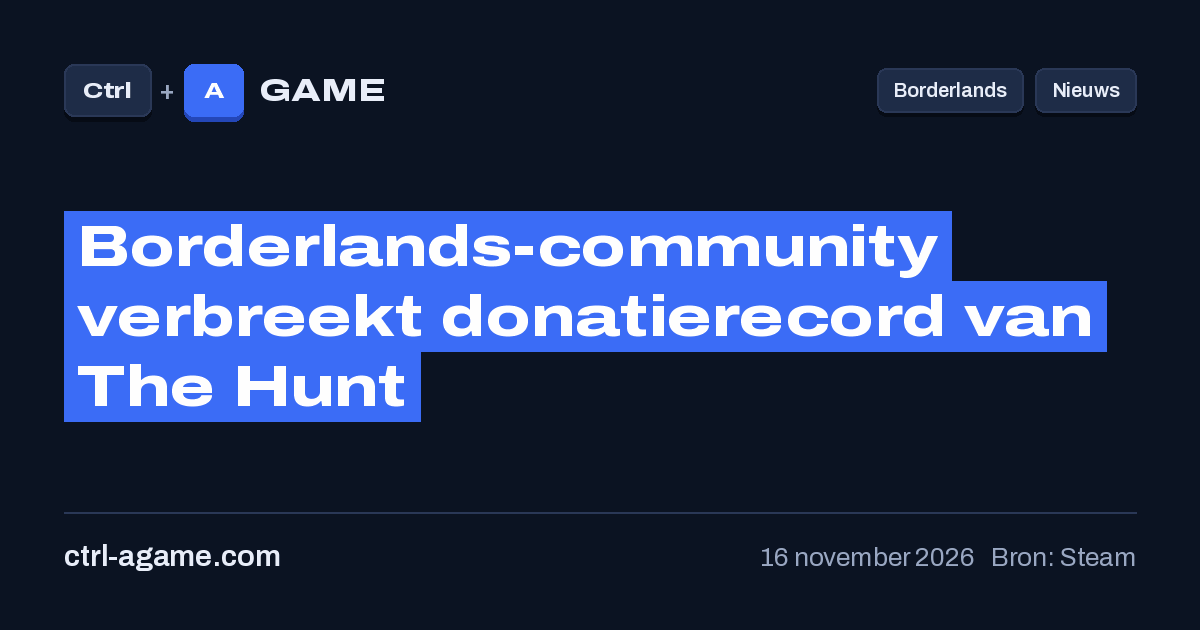 Ctrl + A GAME
Borderlands Nieuws
Borderlands-community
verbreekt donatierecord van
The Hunt
ctrl-agame.com
16 november 2026 Bron: Steam